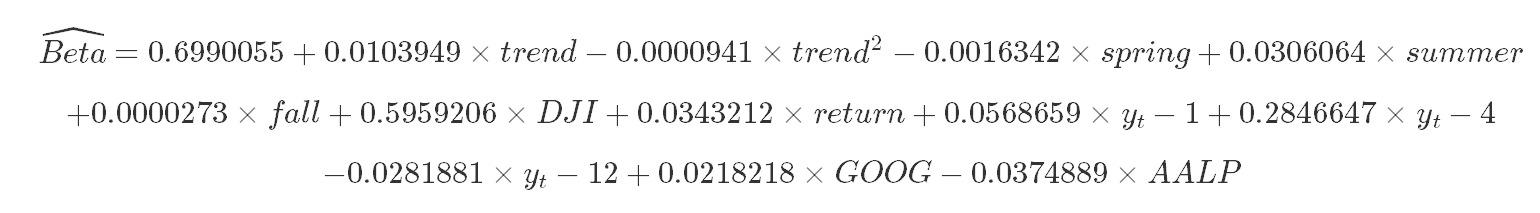 \widehat{Beta} = 0.6990055 + 0.0103949 × trend − 0.0000941 × trend² − 0.0016342 × spring + 0.0306064 × summer
+0.0000273 × fall + 0.5959206 × DJI + 0.0343212 × return + 0.0568659 × y_t − 1 + 0.2846647 × y_t − 4
−0.0281881 × y_t − 12 + 0.0218218 × GOOG − 0.0374889 × AALP